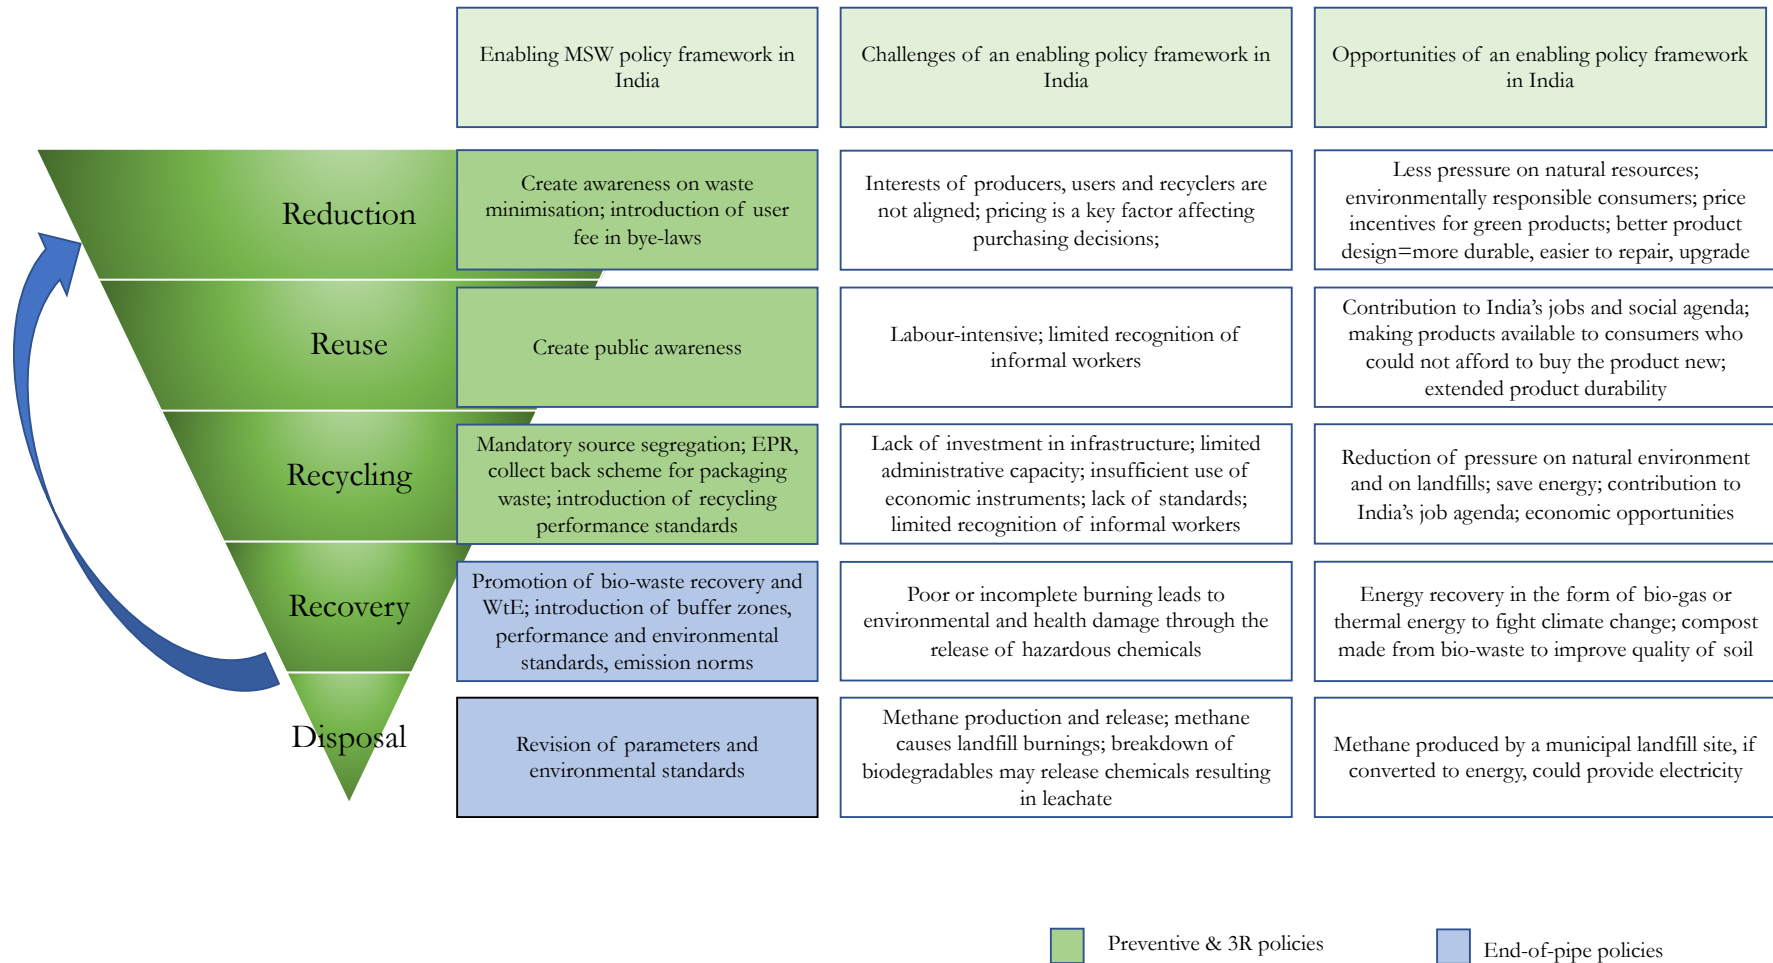 Enabling MSW policy framework in
India
Challenges of an enabling policy framework in
India
Opportunities of an enabling policy framework
in India
Reduction
Create awareness on waste
minimisation; introduction of user
fee in bye-laws
Interests of producers, users and recyclers are
not aligned; pricing is a key factor affecting
purchasing decisions;
Less pressure on natural resources;
environmentally responsible consumers; price
incentives for green products; better product
design=more durable, easier to repair, upgrade
Reuse
Create public awareness
Labour-intensive; limited recognition of
informal workers
Contribution to India’s jobs and social agenda;
making products available to consumers who
could not afford to buy the product new;
extended product durability
Recycling
Mandatory source segregation; EPR,
collect back scheme for packaging
waste; introduction of recycling
performance standards
Lack of investment in infrastructure; limited
administrative capacity; insufficient use of
economic instruments; lack of standards;
limited recognition of informal workers
Reduction of pressure on natural environment
and on landfills; save energy; contribution to
India’s job agenda; economic opportunities
Recovery
Promotion of bio-waste recovery and
WtE; introduction of buffer zones,
performance and environmental
standards, emission norms
Poor or incomplete burning leads to
environmental and health damage through the
release of hazardous chemicals
Energy recovery in the form of bio-gas or
thermal energy to fight climate change; compost
made from bio-waste to improve quality of soil
Disposal
Revision of parameters and
environmental standards
Methane production and release; methane
causes landfill burnings; breakdown of
biodegradables may release chemicals resulting
in leachate
Methane produced by a municipal landfill site, if
converted to energy, could provide electricity
Preventive & 3R policies
End-of-pipe policies